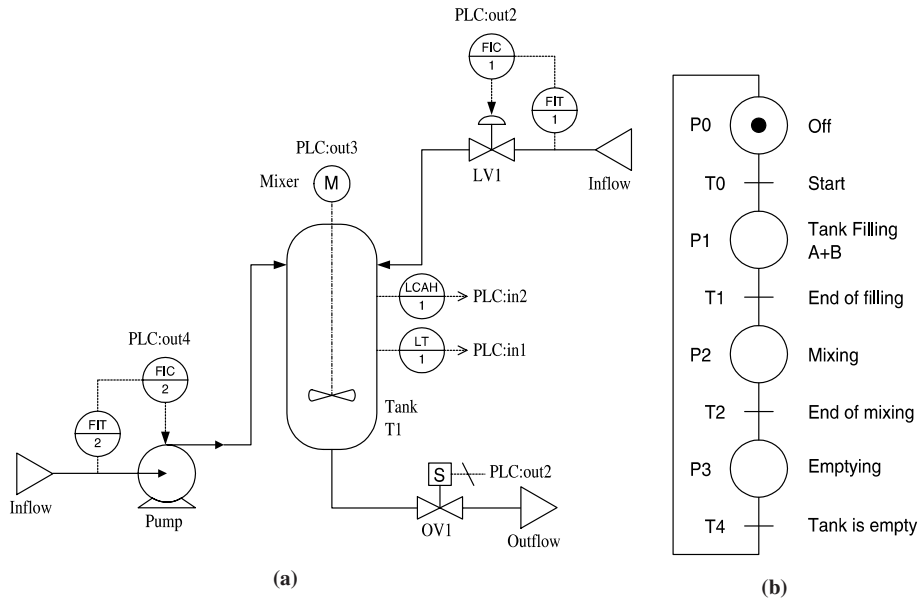 PLC:out2
FIC
1
FIT
1
PLC:out3
Mixer
M
LV1
Inflow
LCAH
1
PLC:in2
PLC:out4
LT
1
PLC:in1
FIC
2
FIT
2
Tank
T1
S
PLC:out2
Inflow
Pump
OV1
Outflow
(a)
P0
Off
T0
Start
P1
Tank Filling
A+B
T1
End of filling
P2
Mixing
T2
End of mixing
P3
Emptying
T4
Tank is empty
(b)